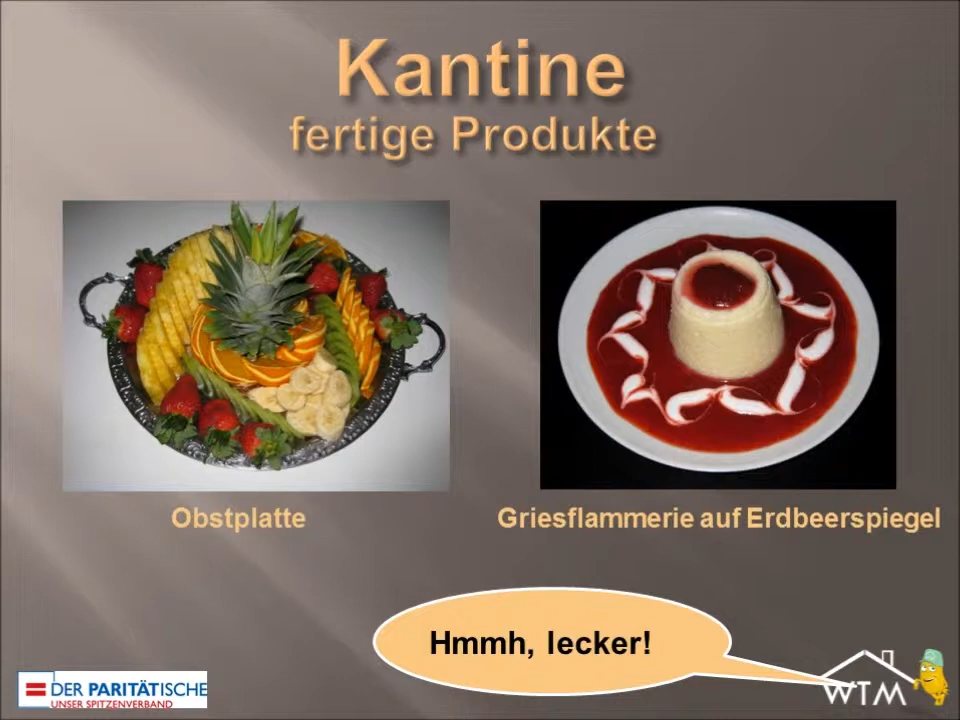 Kantine
fertige Produkte
Obstplatte
Griesflammerie auf Erdbeerspiegel
Hmmh, lecker!
DER PARITÄTISCHE
UNSER SPITZENVERBAND
WTM